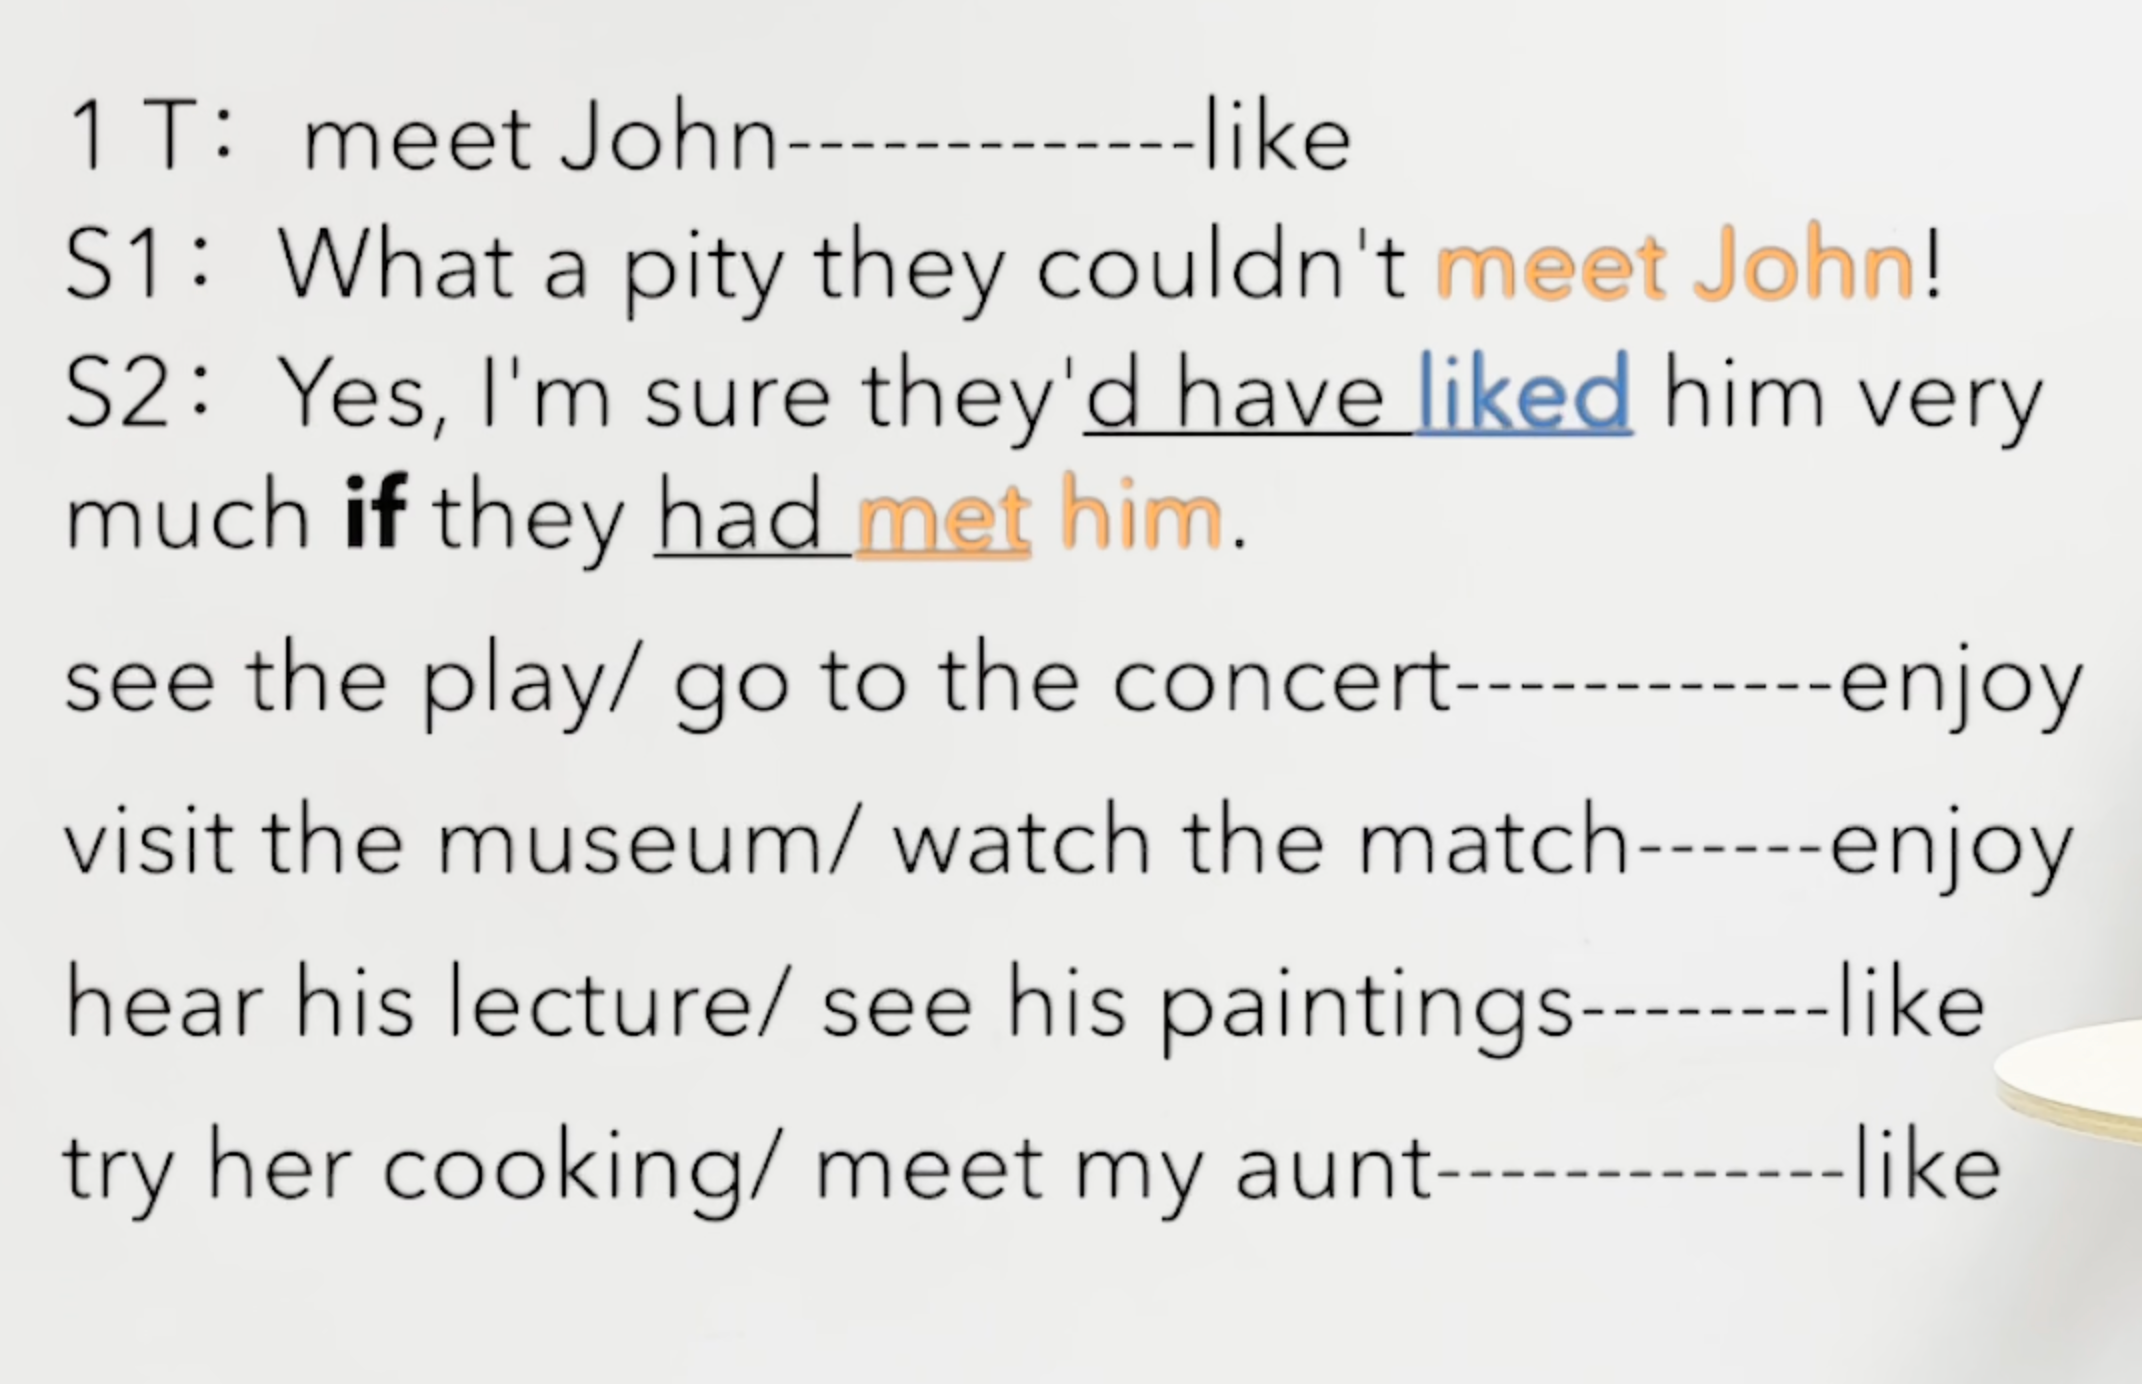 1 T： meet John-------------like
S1： What a pity they couldn't meet John!
S2： Yes, I'm sure they'd have liked him very
much if they had met him.
see the play/ go to the concert------------enjoy
visit the museum/ watch the match------enjoy
hear his lecture/ see his paintings--------like
try her cooking/ meet my aunt-------------like